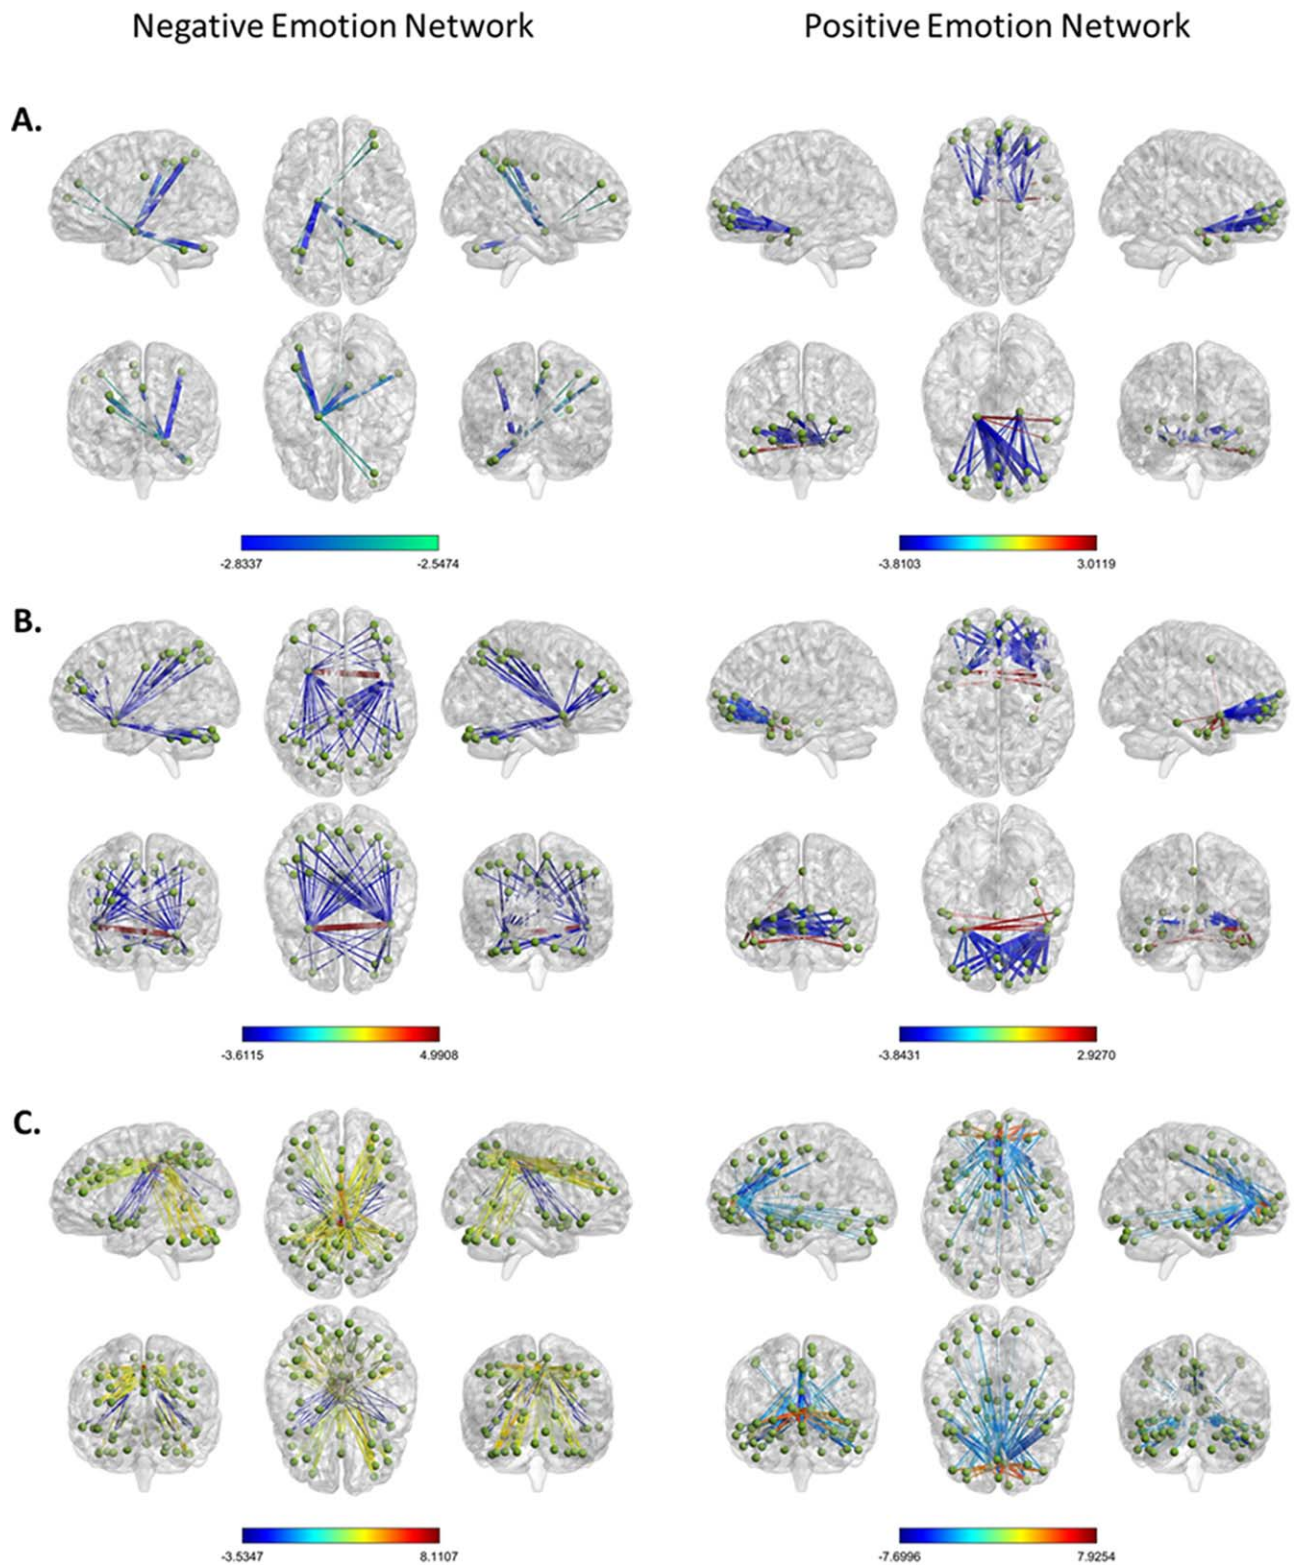 Negative Emotion Network Positive Emotion Network
A.
-2.8337 -2.5474 -3.8103 3.0119
B.
-3.6115 4.9908 -3.8431 2.9270
C.
-3.5347 8.1107 -7.6996 7.9254